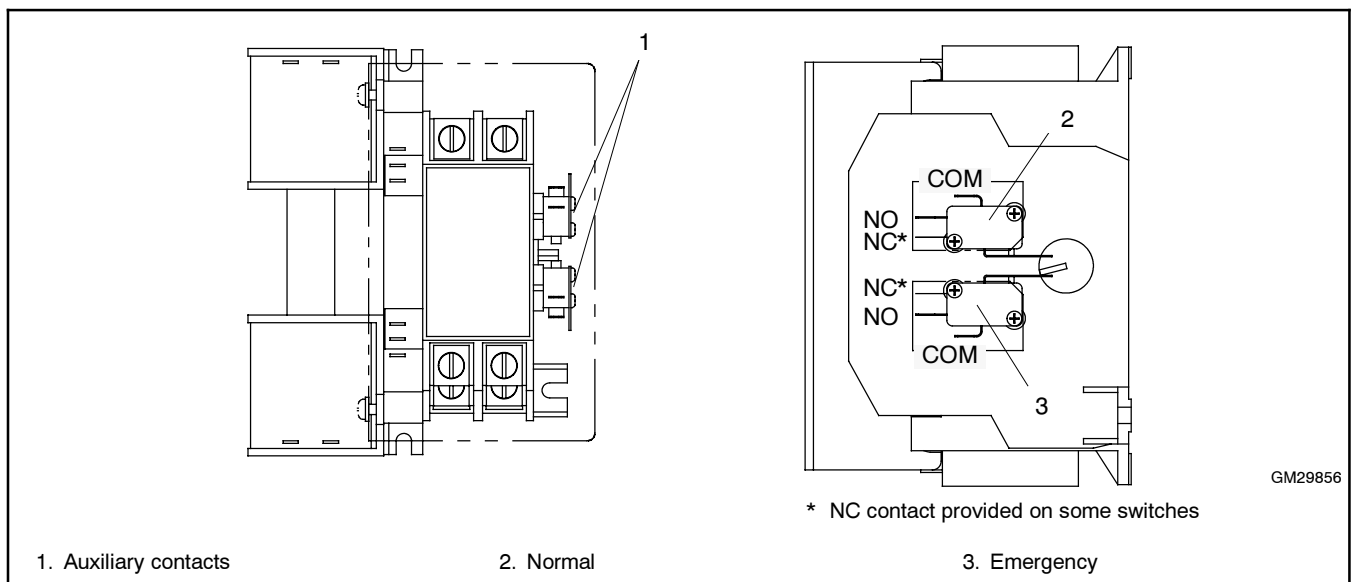 1
2
COM
NO
NC*
NC*
NO
COM
3
GM29856
* NC contact provided on some switches
1. Auxiliary contacts
2. Normal
3. Emergency